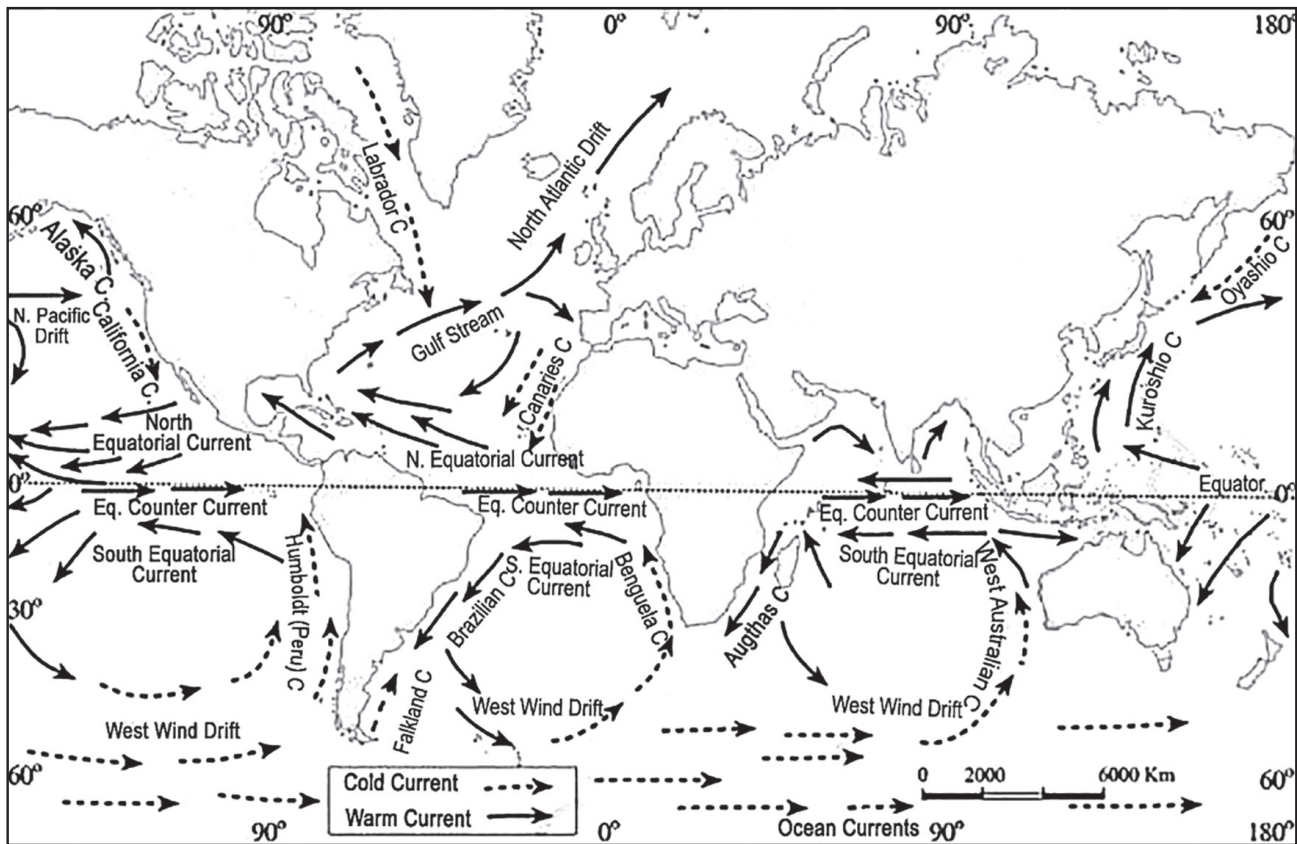 90°
0°
90°
180°
Labrador C
North Atlantic Drift
60°
60°
Alaska C
Oyashio C
N. Pacific
Drift
California C.
Gulf Stream
Canaries C
Kuroshio C
North
Equatorial Current
N. Equatorial Current
0°
Equator
0°
Eq. Counter Current
Eq. Counter Current
Eq. Counter Current
South Equatorial
Current
Humboldt (Peru) C
Brazilian C
S. Equatorial
Current
Benguela C
South Equatorial
Current
Nest Australian C
30°
Augthas C
Falkland C
West Wind Drift
West Wind Drift
West Wind Drift
60°
60°
Cold Current
Warm Current
0 2000 6000 Km
Ocean Currents
90°
0°
90°
180°